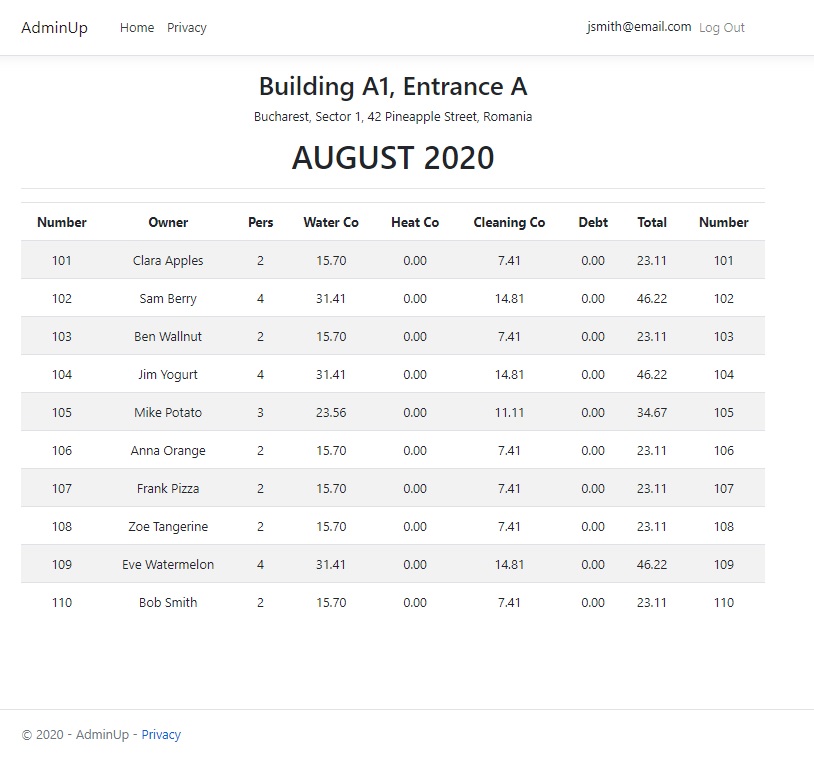 AdminUp Home Privacy jsmith@email.com Log Out
Building A1, Entrance A
Bucharest, Sector 1, 42 Pineapple Street, Romania
AUGUST 2020
Number Owner Pers Water Co Heat Co Cleaning Co Debt Total Number
101 Clara Apples 2 15.70 0.00 7.41 0.00 23.11 101
102 Sam Berry 4 31.41 0.00 14.81 0.00 46.22 102
103 Ben Wallnut 2 15.70 0.00 7.41 0.00 23.11 103
104 Jim Yogurt 4 31.41 0.00 14.81 0.00 46.22 104
105 Mike Potato 3 23.56 0.00 11.11 0.00 34.67 105
106 Anna Orange 2 15.70 0.00 7.41 0.00 23.11 106
107 Frank Pizza 2 15.70 0.00 7.41 0.00 23.11 107
108 Zoe Tangerine 2 15.70 0.00 7.41 0.00 23.11 108
109 Eve Watermelon 4 31.41 0.00 14.81 0.00 46.22 109
110 Bob Smith 2 15.70 0.00 7.41 0.00 23.11 110
© 2020 - AdminUp - Privacy